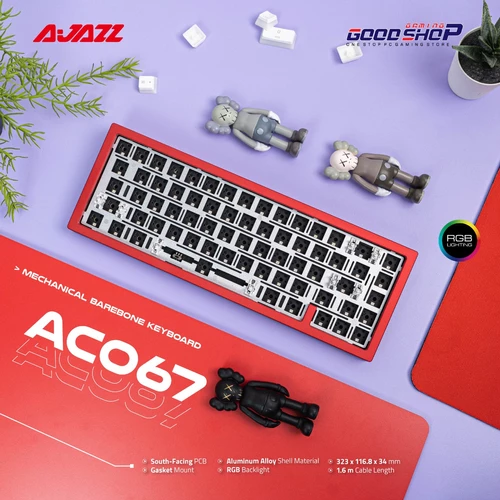 AJAZZ
GAMING
GOODSHOP
ONE STOP PC GAMING STORE
RGB
LIGHTING
> MECHANICAL BAREBONE KEYBOARD
AC067
AC067
South-Facing PCB
Gasket Mount
Aluminum Alloy Shell Material
RGB Backlight
323 x 116.8 x 34 mm
1.6 m Cable Length